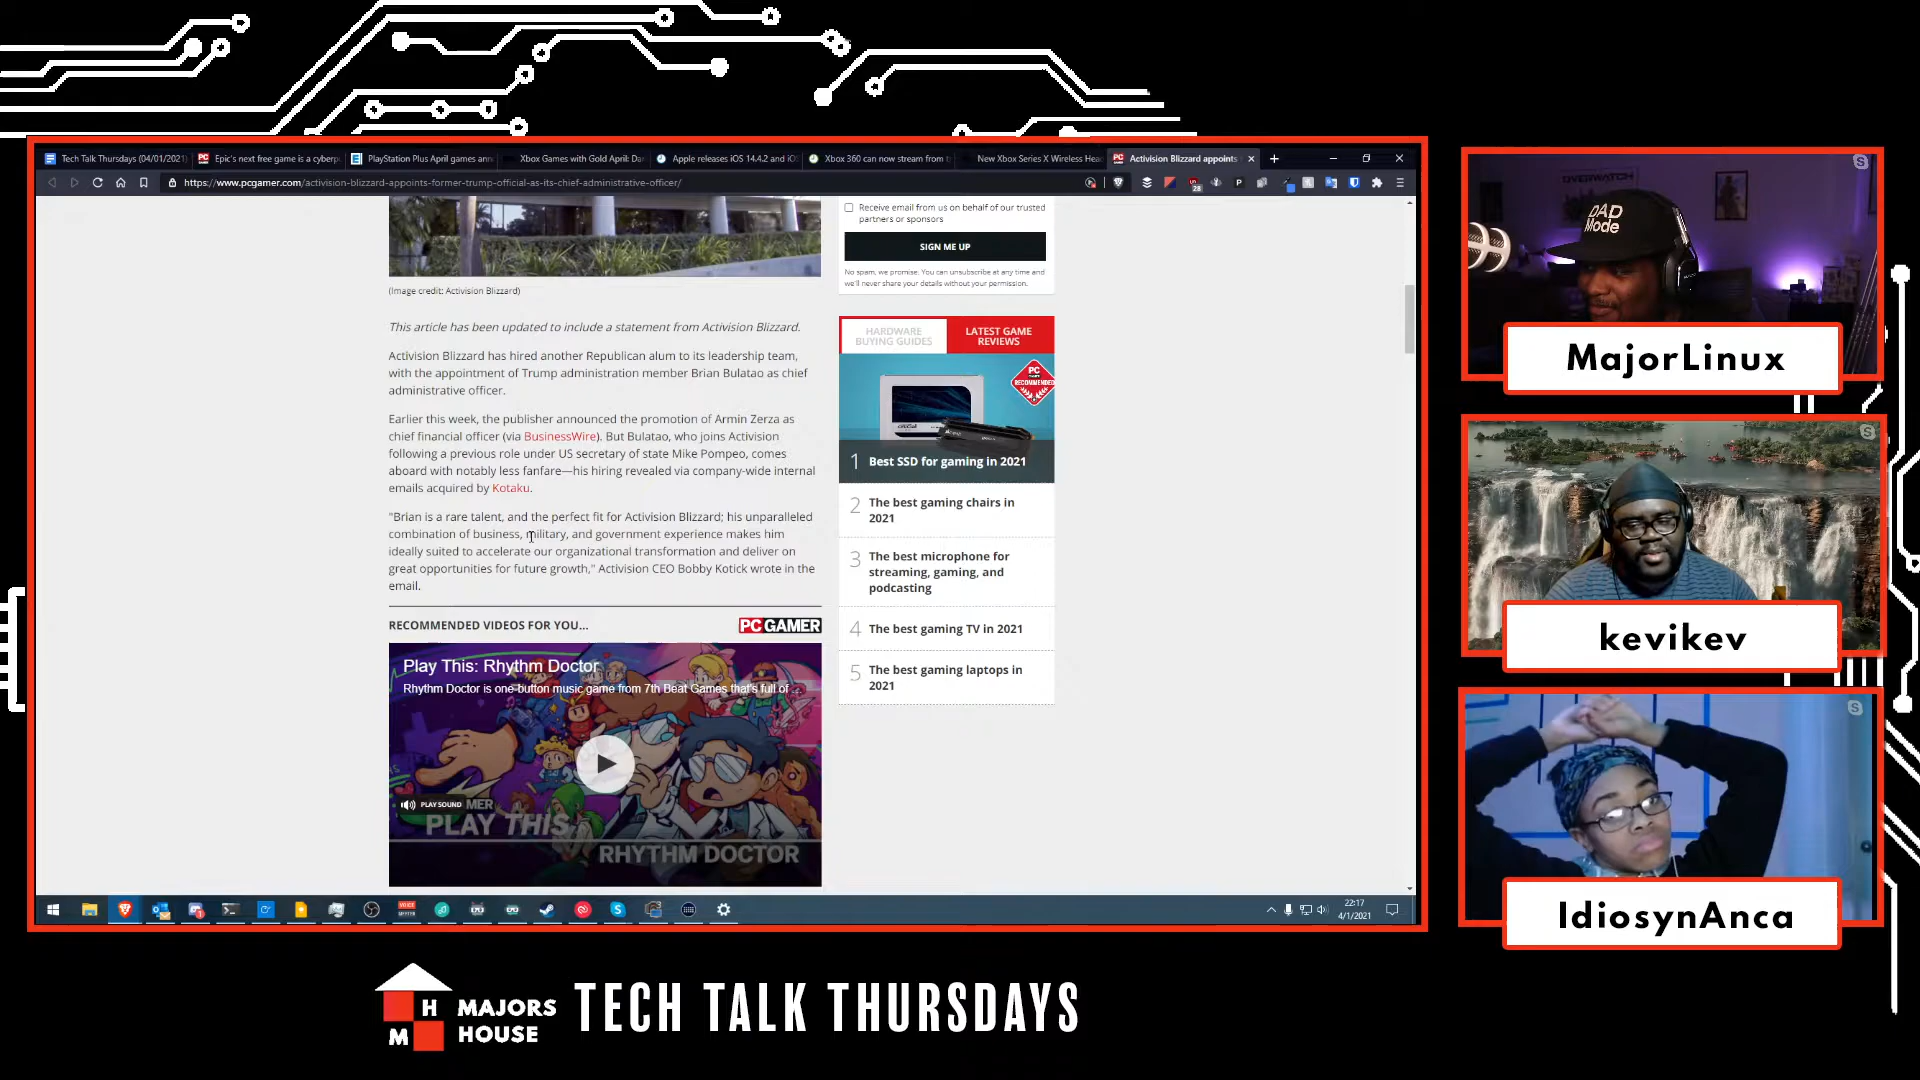 Tech Talk Thursdays (04/01/2021)
Epic's next free game is a cyberp
PlayStation Plus April games ann
Xbox Games with Gold April: Da
Apple releases iOS 14.4.2 and iO
Xbox 360 can now stream from t
New Xbox Series X Wireless Hea
Activision Blizzard appoints
https://www.pcgamer.com/activision-blizzard-appoints-former-trump-official-as-its-chief-administrative-officer/
(Image credit: Activision Blizzard)
This article has been updated to include a statement from Activision Blizzard.
Activision Blizzard has hired another Republican alum to its leadership team,
with the appointment of Trump administration member Brian Bulatao as chief
administrative officer.
Earlier this week, the publisher announced the promotion of Armin Zerza as
chief financial officer (via BusinessWire). But Bulatao, who joins Activision
following a previous role under US secretary of state Mike Pompeo, comes
aboard with notably less fanfare—his hiring revealed via company-wide internal
emails acquired by Kotaku.
"Brian is a rare talent, and the perfect fit for Activision Blizzard; his unparalleled
combination of business, military, and government experience makes him
ideally suited to accelerate our organizational transformation and deliver on
great opportunities for future growth," Activision CEO Bobby Kotick wrote in the
email.
RECOMMENDED VIDEOS FOR YOU...
PC GAMER
Play This: Rhythm Doctor
Rhythm Doctor is one-button music game from 7th Beat Games that's full of ...
PLAY SOUND
MER
PLAY THIS
RHYTHM DOCTOR
Receive email from us on behalf of our trusted
partners or sponsors
SIGN ME UP
No spam, we promise. You can unsubscribe at any time and
we'll never share your details without your permission.
HARDWARE
BUYING GUIDES
LATEST GAME
REVIEWS
PC
RECOMMENDED
1 Best SSD for gaming in 2021
2 The best gaming chairs in
2021
3 The best microphone for
streaming, gaming, and
podcasting
4 The best gaming TV in 2021
5 The best gaming laptops in
2021
22:17
4/1/2021
OVERWATCH
DAD
Mode
MajorLinux
kevikev
IdiosynAnca
H
M
MAJORS
HOUSE
TECH TALK THURSDAYS